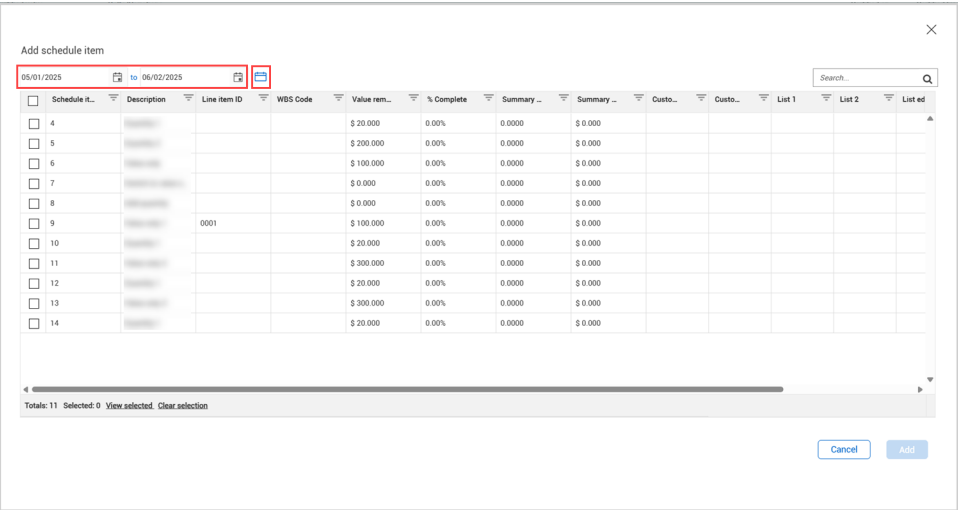 Add schedule item
05/01/2025 to 06/02/2025 Search...
Schedule it... Description Line item ID WBS Code Value rem... % Complete Summary ... Summary ... Custo... Custo... List 1 List 2 List ed
4 $ 20.000 0.00% 0.0000 $ 0.000
5 $ 200.000 0.00% 0.0000 $ 0.000
6 $ 100.000 0.00% 0.0000 $ 0.000
7 $ 0.000 0.00% 0.0000 $ 0.000
8 $ 0.000 0.00% 0.0000 $ 0.000
9 0001 $ 100.000 0.00% 0.0000 $ 0.000
10 $ 20.000 0.00% 0.0000 $ 0.000
11 $ 300.000 0.00% 0.0000 $ 0.000
12 $ 20.000 0.00% 0.0000 $ 0.000
13 $ 300.000 0.00% 0.0000 $ 0.000
14 $ 20.000 0.00% 0.0000 $ 0.000
Totals: 11 Selected: 0 View selected Clear selection
Cancel Add